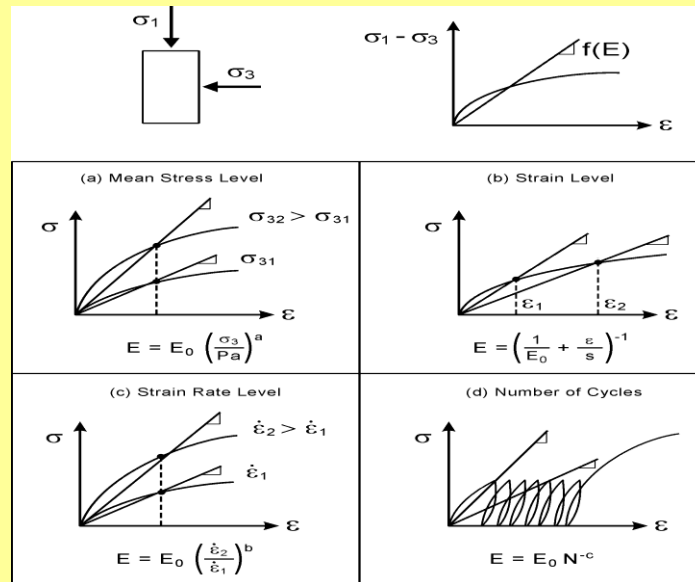 σ₁
σ₃
σ₁ - σ₃
f(E)
ε
(a) Mean Stress Level
σ
σ₃₂ > σ₃₁
σ₃₁
ε
E = E₀ (σ₃/Pa)ᵃ
(b) Strain Level
σ
ε₁
ε₂
ε
E = (1/E₀ + ε/s)⁻¹
(c) Strain Rate Level
σ
ε̇₂ > ε̇₁
ε̇₁
ε
E = E₀ (ε̇₂/ε̇₁)ᵇ
(d) Number of Cycles
σ
ε
E = E₀ N⁻ᶜ